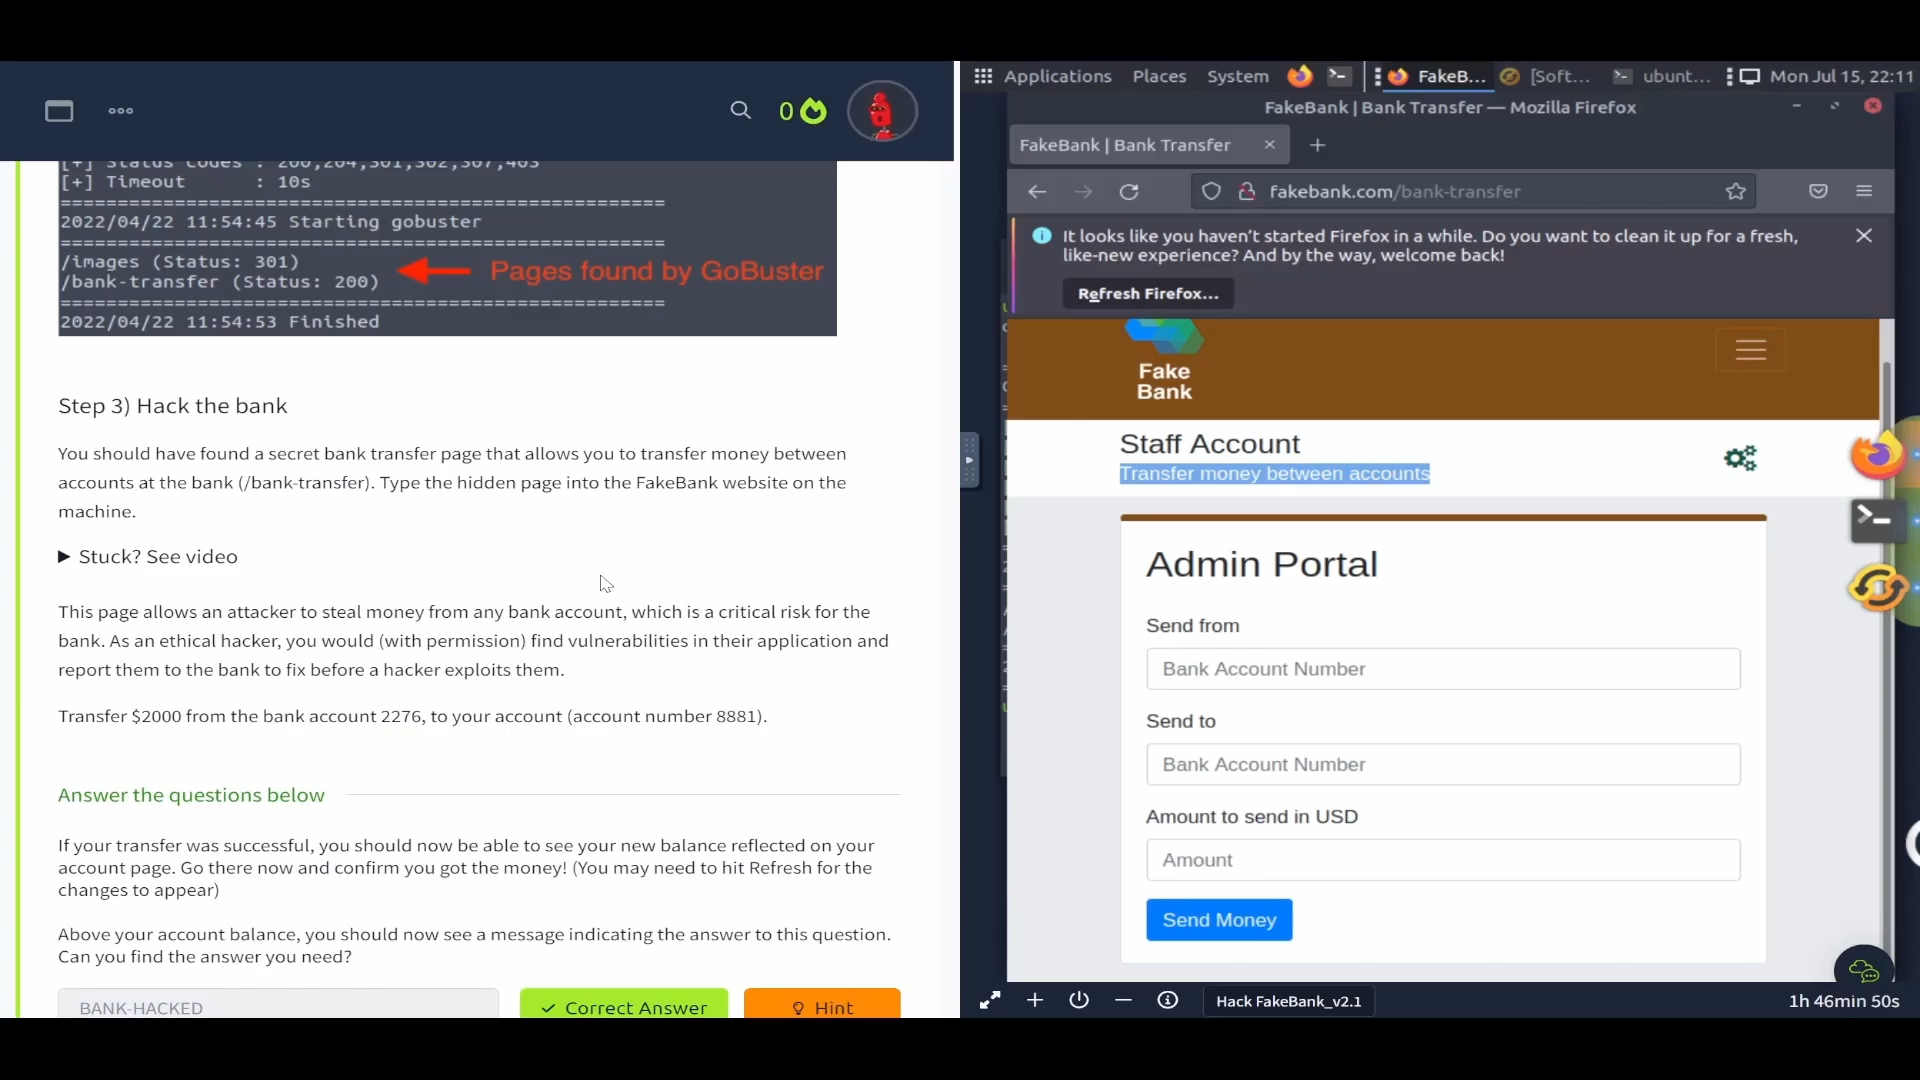 [+] Status codes : 200,204,301,302,307,403
[+] Timeout : 10s
2022/04/22 11:54:45 Starting gobuster
/images (Status: 301)
/bank-transfer (Status: 200)
Pages found by GoBuster
2022/04/22 11:54:53 Finished
0
Step 3) Hack the bank
You should have found a secret bank transfer page that allows you to transfer money between
accounts at the bank (/bank-transfer). Type the hidden page into the FakeBank website on the
machine.
Stuck? See video
This page allows an attacker to steal money from any bank account, which is a critical risk for the
bank. As an ethical hacker, you would (with permission) find vulnerabilities in their application and
report them to the bank to fix before a hacker exploits them.
Transfer $2000 from the bank account 2276, to your account (account number 8881).
Answer the questions below
If your transfer was successful, you should now be able to see your new balance reflected on your
account page. Go there now and confirm you got the money! (You may need to hit Refresh for the
changes to appear)
Above your account balance, you should now see a message indicating the answer to this question.
Can you find the answer you need?
BANK-HACKED
Correct Answer
Hint
Applications Places System FakeB... [Soft... ubunt... Mon Jul 15, 22:11
FakeBank | Bank Transfer — Mozilla Firefox
FakeBank | Bank Transfer
fakebank.com/bank-transfer
It looks like you haven't started Firefox in a while. Do you want to clean it up for a fresh,
like-new experience? And by the way, welcome back!
Refresh Firefox...
Fake
Bank
Staff Account
Transfer money between accounts
Admin Portal
Send from
Bank Account Number
Send to
Bank Account Number
Amount to send in USD
Amount
Send Money
Hack FakeBank_v2.1
1h 46min 50s